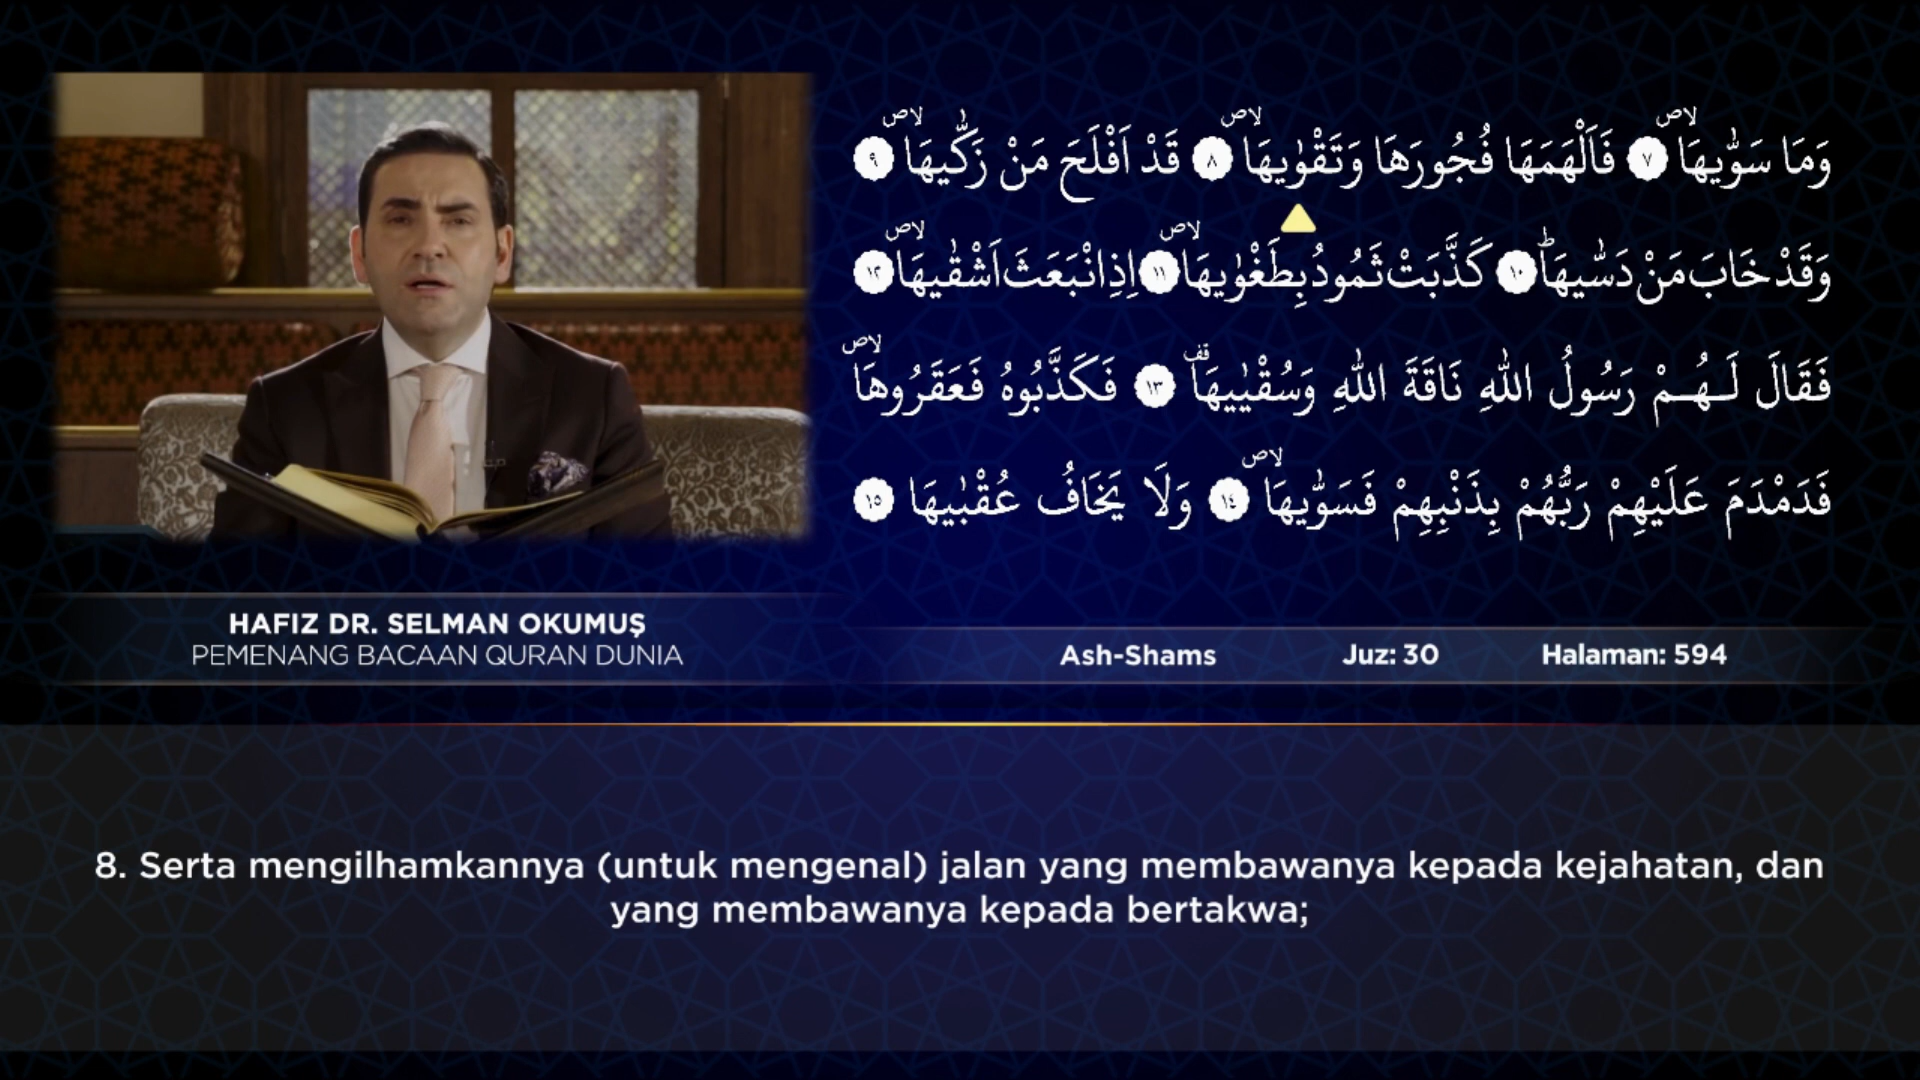 وَمَا سَوّٰيهَاۙۖ ﴿٧﴾ فَاَلْهَمَهَا فُجُورَهَا وَتَقْوٰيهَاۙۖ ﴿٨﴾ قَدْ اَفْلَحَ مَنْ زَكّٰيهَاۙۖ ﴿٩﴾
وَقَدْ خَابَ مَنْ دَسّٰيهَاۜ ﴿١٠﴾ كَذَّبَتْ ثَمُودُ بِطَغْوٰيهَاۙۖ ﴿١١﴾ اِذِ انْبَعَثَ اَشْقٰيهَاۙۖ ﴿١٢﴾
فَقَالَ لَهُمْ رَسُولُ اللهِ نَاقَةَ اللهِ وَسُقْيٰيهَا ﴿١٣﴾ فَكَذَّبُوهُ فَعَقَرُوهَاۙۖ
فَدَمْدَمَ عَلَيْهِمْ رَبُّهُمْ بِذَنْبِهِمْ فَسَوّٰيهَاۙۖ ﴿١٤﴾ وَلَا يَخَافُ عُقْبٰيهَا ﴿١٥﴾
HAFIZ DR. SELMAN OKUMUŞ
PEMENANG BACAAN QURAN DUNIA
Ash-Shams Juz: 30 Halaman: 594
8. Serta mengilhamkannya (untuk mengenal) jalan yang membawanya kepada kejahatan, dan
yang membawanya kepada bertakwa;